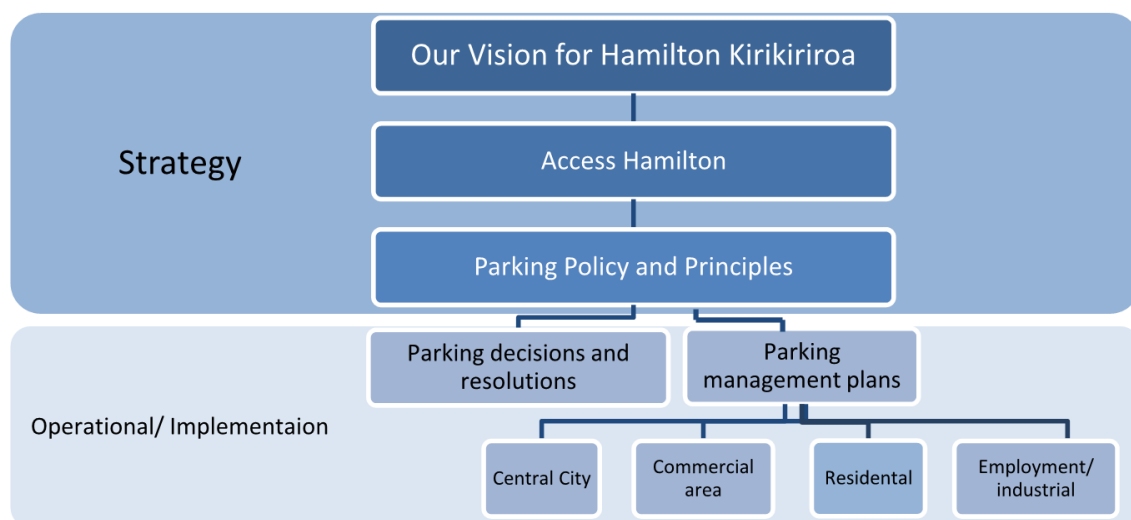 Our Vision for Hamilton Kirikiriroa
Strategy
Access Hamilton
Parking Policy and Principles
Parking decisions and
resolutions
Parking
management plans
Operational/ Implementaion
Central City
Commercial
area
Residental
Employment/
industrial